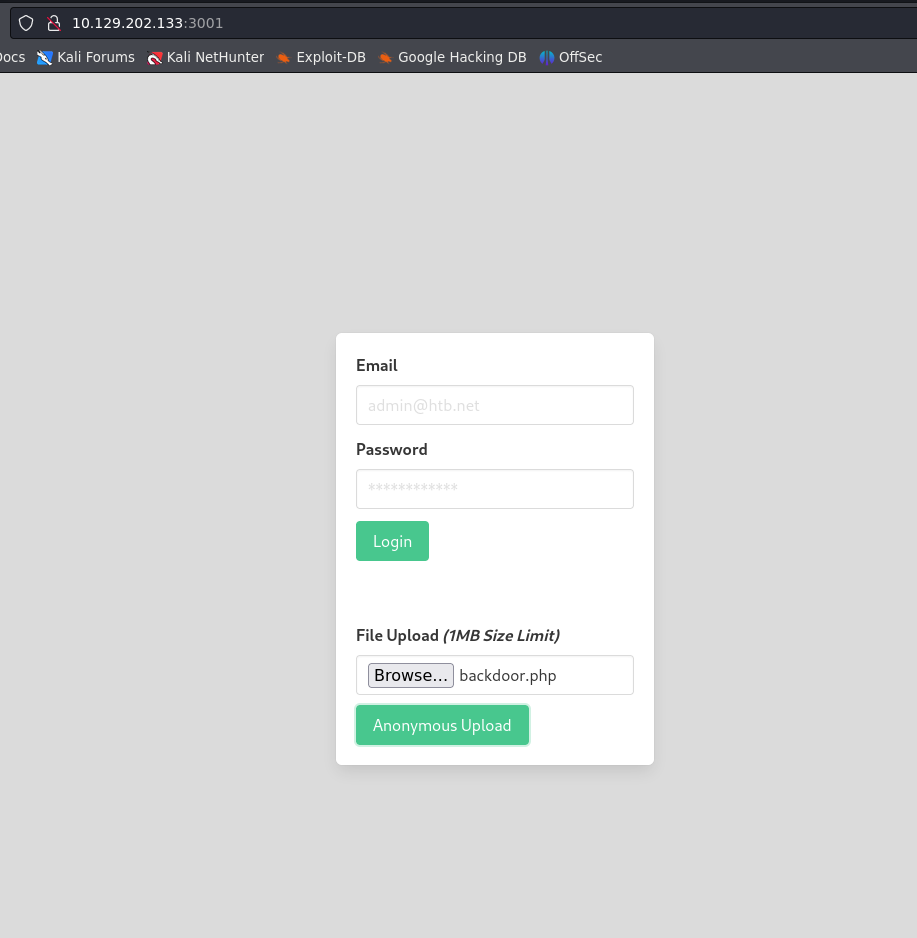 10.129.202.133:3001
Docs Kali Forums Kali NetHunter Exploit-DB Google Hacking DB OffSec
Email
admin@htb.net
Password
************
Login
File Upload (1MB Size Limit)
Browse... backdoor.php
Anonymous Upload